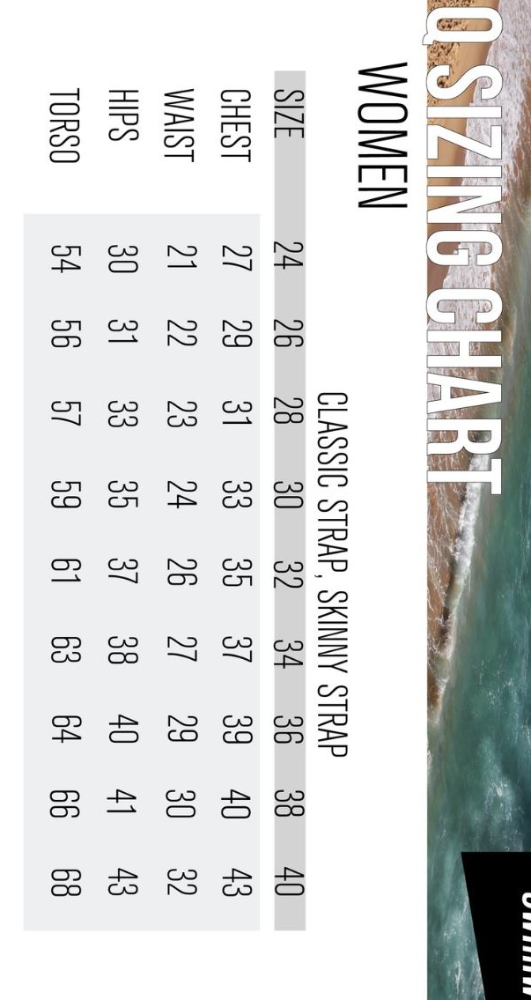 Q SIZING CHART
WOMEN
CLASSIC STRAP, SKINNY STRAP
SIZE 24 26 28 30 32 34 36 38 40
CHEST 27 29 31 33 35 37 39 40 43
WAIST 21 22 23 24 26 27 29 30 32
HIPS 30 31 33 35 37 38 40 41 43
TORSO 54 56 57 59 61 63 64 66 68